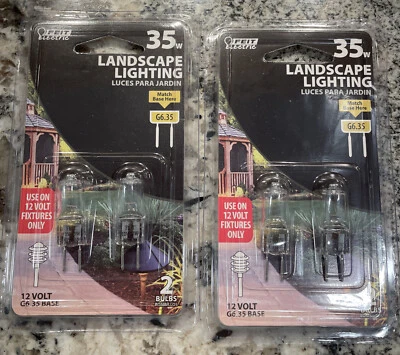 FEIT
electric
35w
LANDSCAPE
LIGHTING
LUCES PARA JARDIN
Match
Base Here
G6.35
USE ON
12 VOLT
FIXTURES
ONLY
2
BULBS
12 VOLT
G6.35 BASE
FEIT
electric
35w
LANDSCAPE
LIGHTING
LUCES PARA JARDIN
Match
Base Here
G6.35
USE ON
12 VOLT
FIXTURES
ONLY
12 VOLT
G6.35 BASE